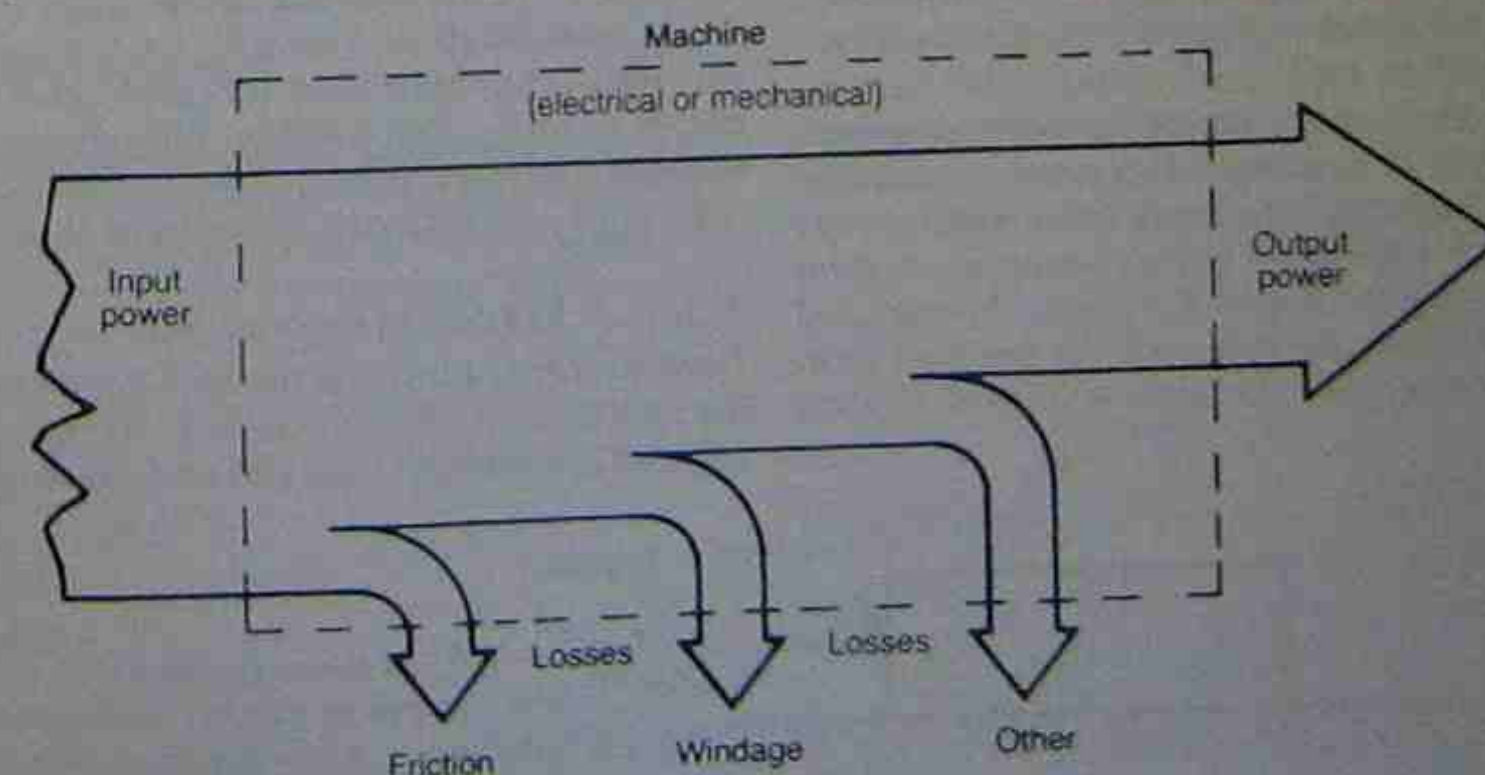 Machine
(electrical or mechanical)
Input
power
Output
power
Losses
Losses
Friction
Windage
Other